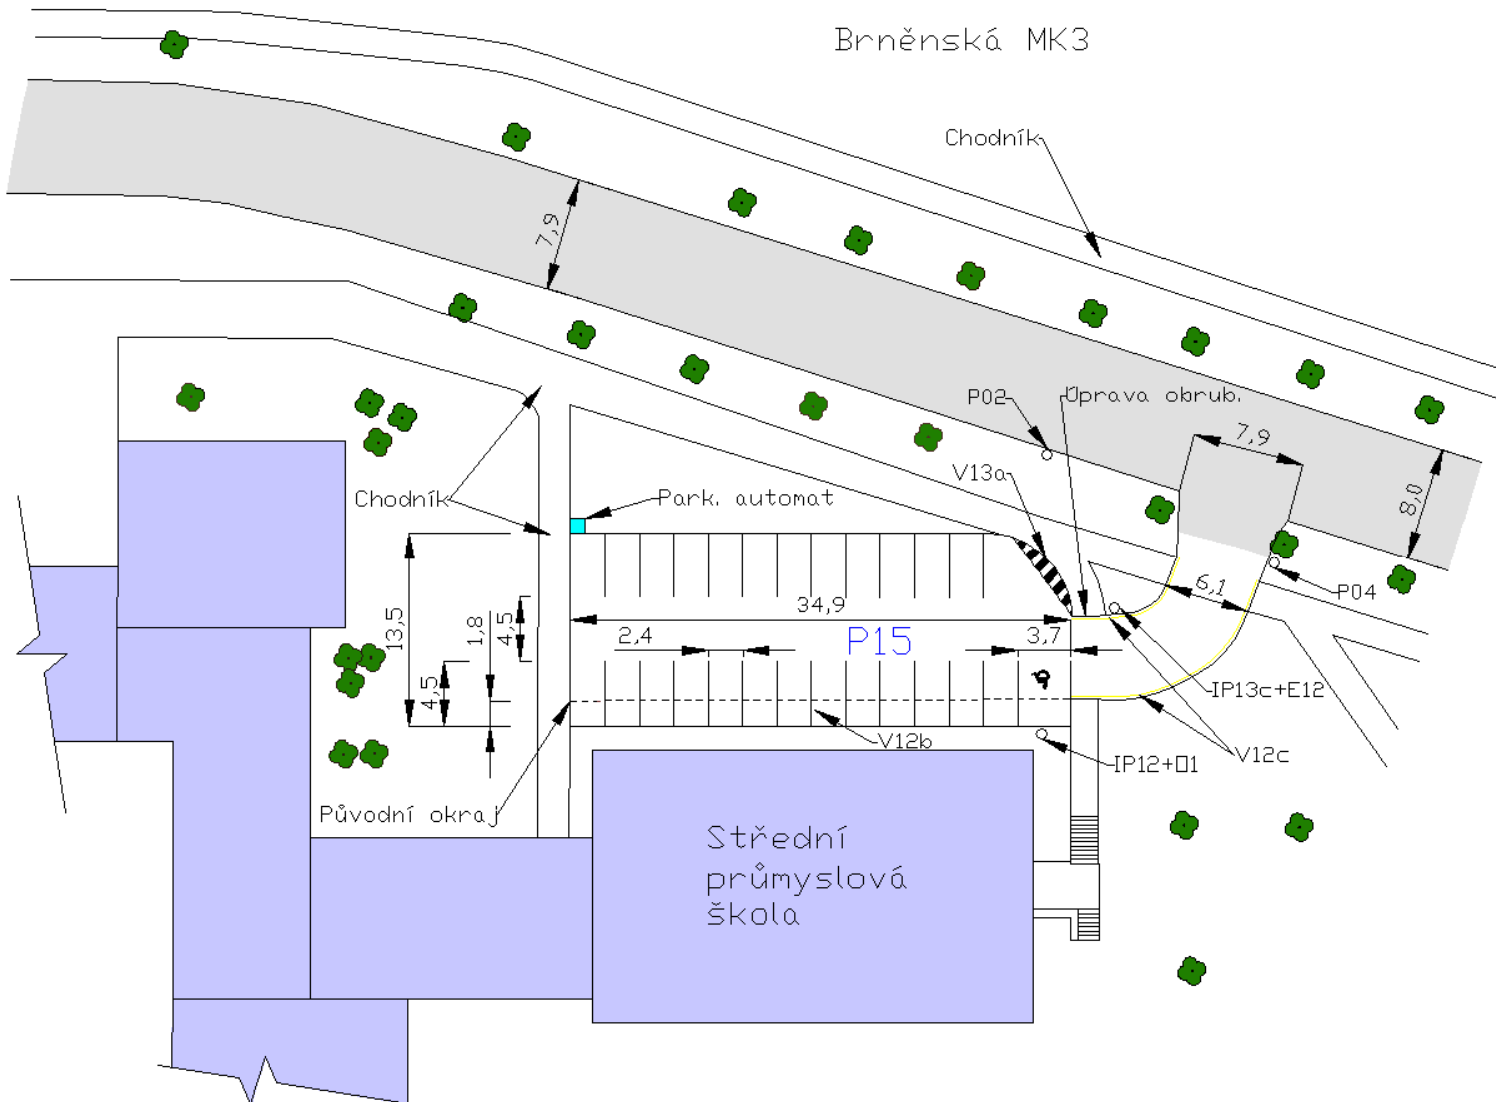 Brněnská MK3
Chodník
7,9
P02
Úprava obrub.
7,9
V13a
8,0
Chodník
Park. automat
P04
6,1
34,9
13,5
1,8
4,5
2,4
P15
3,7
4,5
IP13c+E12
V12b
V12c
IP12+O1
Původní okraj
Střední
průmyslová
škola